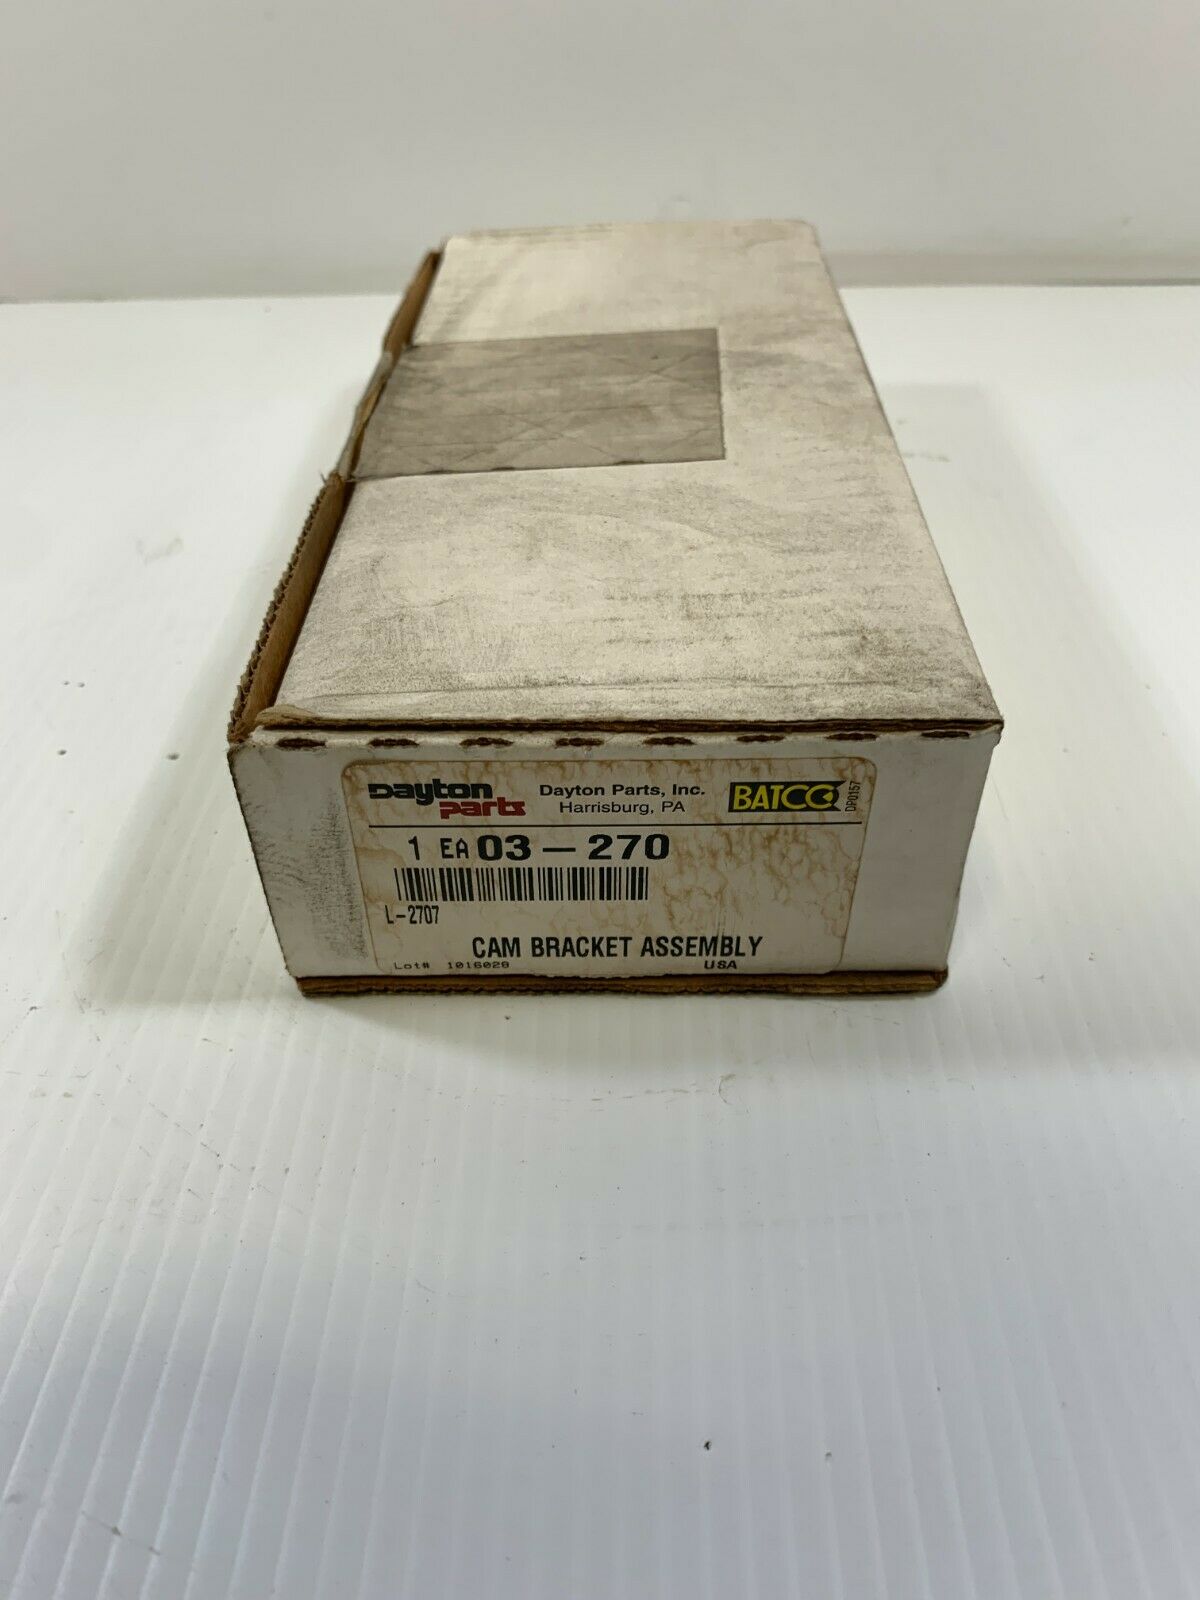 Dayton Parts
Dayton Parts, Inc.
Harrisburg, PA
BATCO
DP0157
1 EA 03-270
L-2707
CAM BRACKET ASSEMBLY
Lot# 1016028
USA